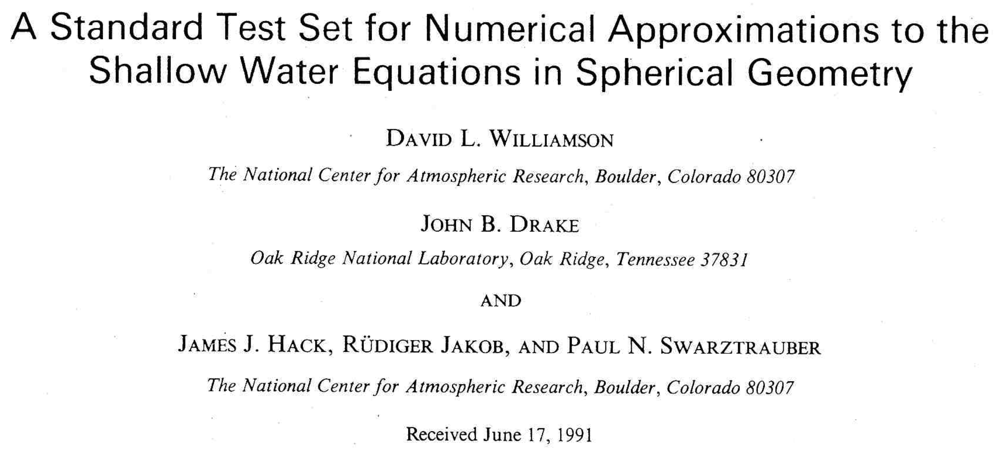 A Standard Test Set for Numerical Approximations to the
Shallow Water Equations in Spherical Geometry
DAVID L. WILLIAMSON
The National Center for Atmospheric Research, Boulder, Colorado 80307
JOHN B. DRAKE
Oak Ridge National Laboratory, Oak Ridge, Tennessee 37831
AND
JAMES J. HACK, RÜDIGER JAKOB, AND PAUL N. SWARZTRAUBER
The National Center for Atmospheric Research, Boulder, Colorado 80307
Received June 17, 1991